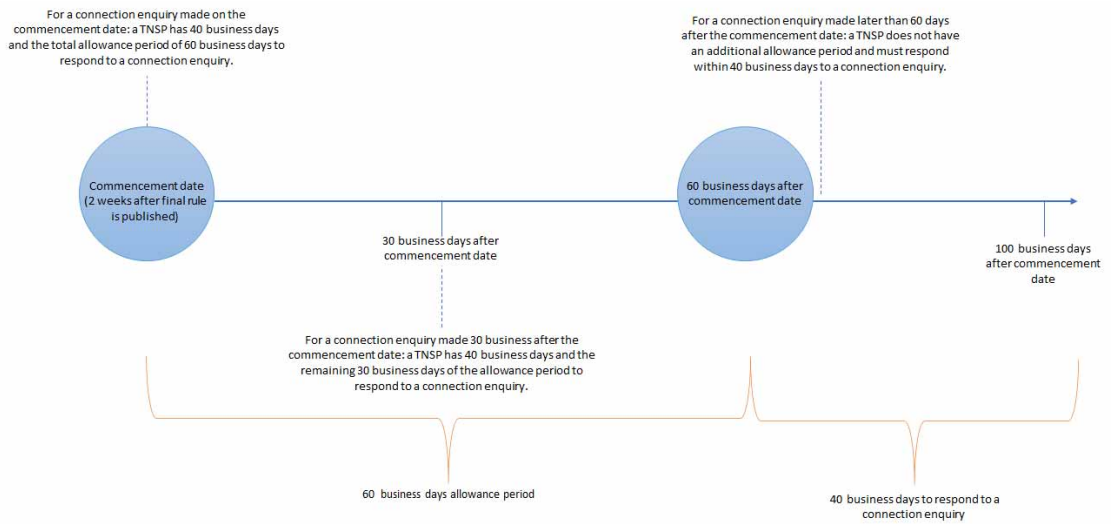 For a connection enquiry made on the
commencement date: a TNSP has 40 business days
and the total allowance period of 60 business days to
respond to a connection enquiry.
For a connection enquiry made later than 60 days
after the commencement date: a TNSP does not have
an additional allowance period and must respond
within 40 business days to a connection enquiry.
Commencement date
(2 weeks after final rule
is published)
60 business days after
commencement date
30 business days after
commencement date
100 business days
after commencement
date
For a connection enquiry made 30 business after the
commencement date: a TNSP has 40 business days and the
remaining 30 business days of the allowance period to
respond to a connection enquiry.
60 business days allowance period
40 business days to respond to a
connection enquiry